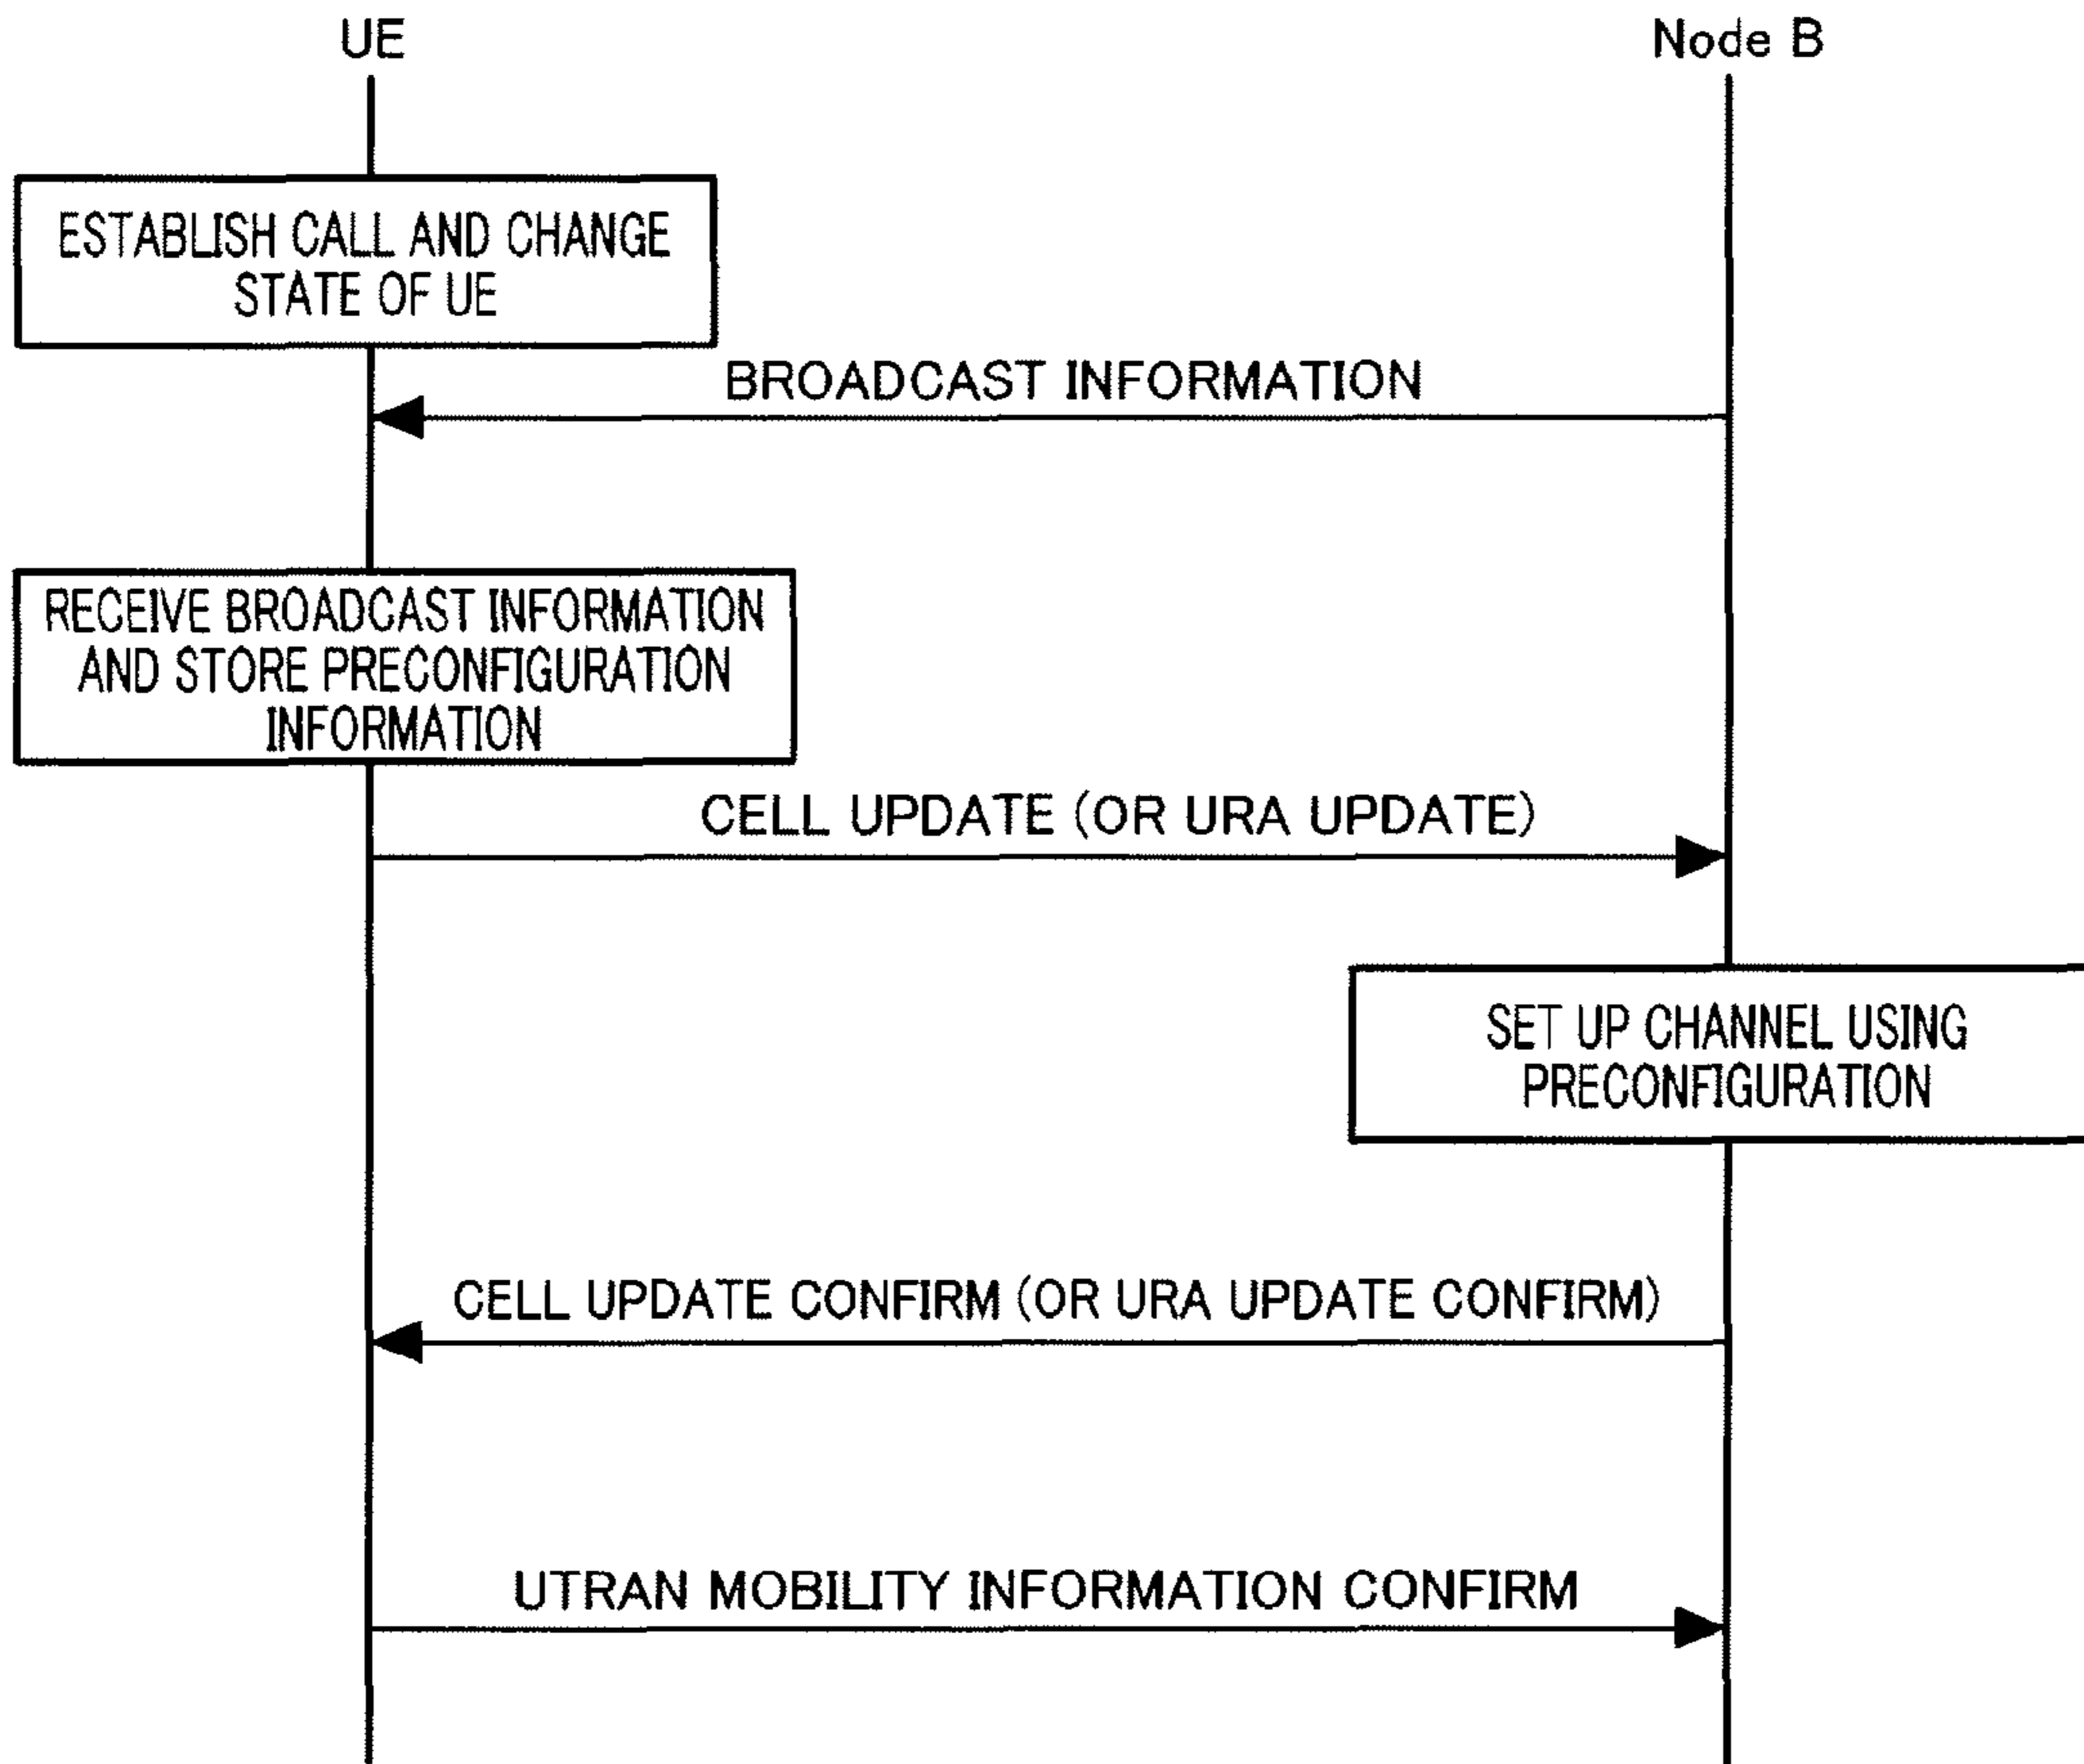 UE
Node B
ESTABLISH CALL AND CHANGE
STATE OF UE
BROADCAST INFORMATION
RECEIVE BROADCAST INFORMATION
AND STORE PRECONFIGURATION
INFORMATION
CELL UPDATE (OR URA UPDATE)
SET UP CHANNEL USING
PRECONFIGURATION
CELL UPDATE CONFIRM (OR URA UPDATE CONFIRM)
UTRAN MOBILITY INFORMATION CONFIRM